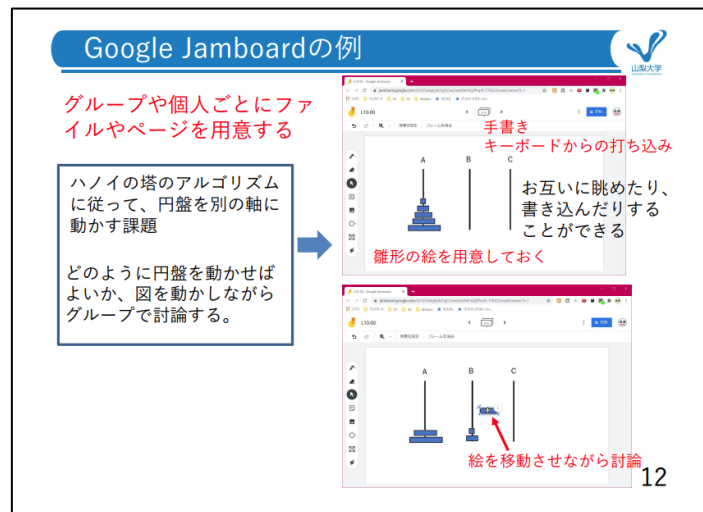 Google Jamboardの例
山梨大学
グループや個人ごとにファ
イルやページを用意する
ハノイの塔のアルゴリズム
に従って、円盤を別の軸に
動かす課題
どのように円盤を動かせば
よいか、図を動かしながら
グループで討論する。
L10-00
手書き
キーボードからの打ち込み
A B C
お互いに眺めたり、
書き込んだりする
ことができる
雛形の絵を用意しておく
L10-00
A B C
絵を移動させながら討論
12